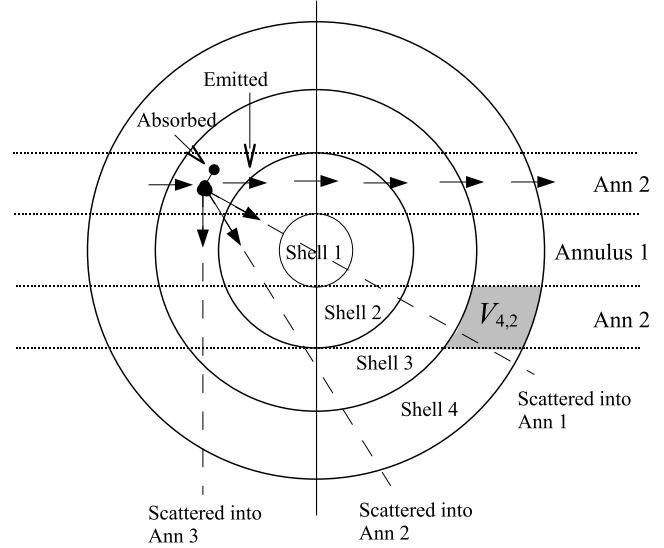 Emitted
Absorbed
Ann 2
Shell 1
Annulus 1
Shell 2
V4,2
Ann 2
Shell 3
Shell 4
Scattered into
Ann 1
Scattered into
Ann 3
Scattered into
Ann 2